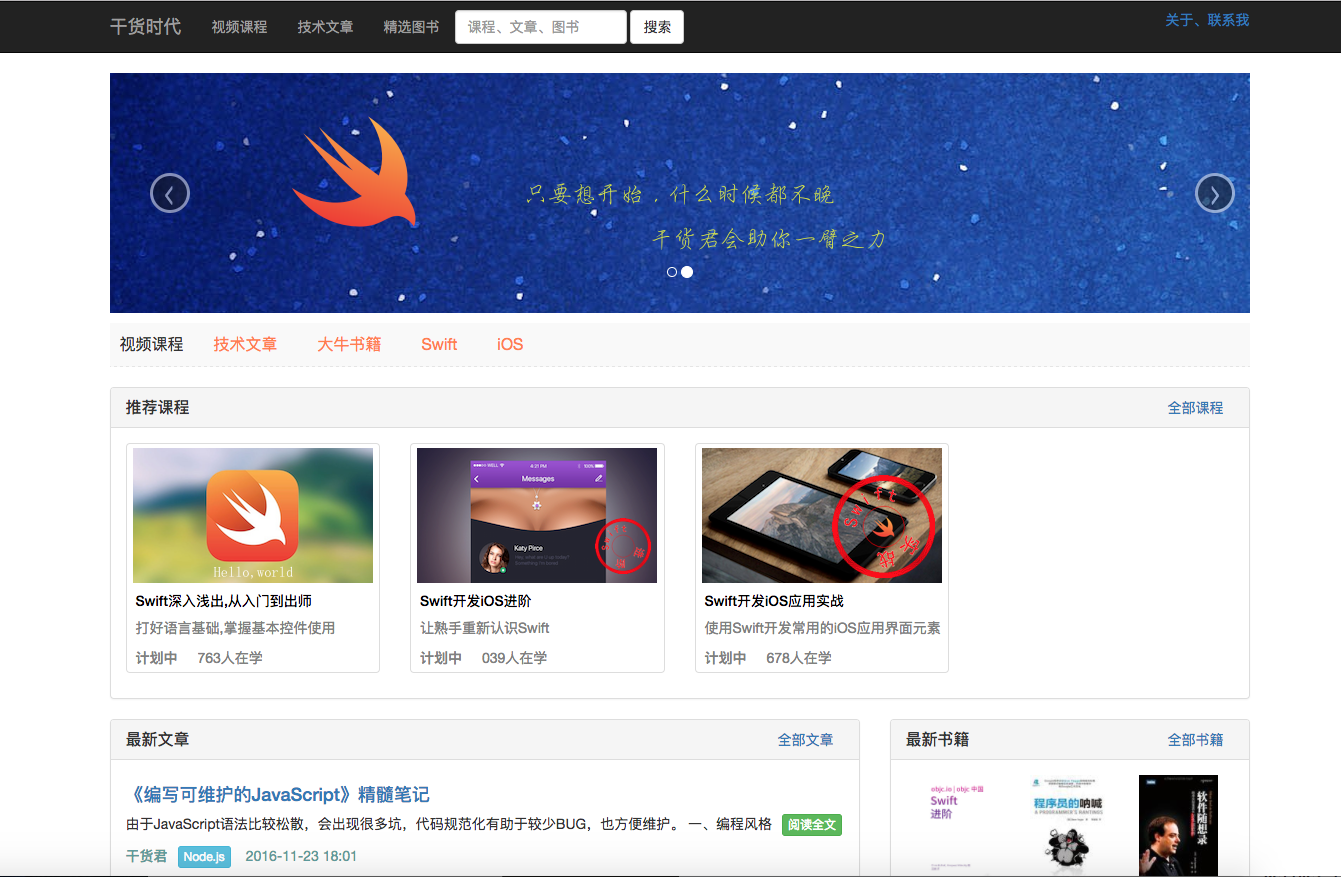 干货时代 视频课程 技术文章 精选图书 课程、文章、图书 搜索 关于、联系我
只要想开始，什么时候都不晚
干货君会助你一臂之力
视频课程 技术文章 大牛书籍 Swift iOS
推荐课程 全部课程
Hello,world
4:21 PM 100%
Messages
Katy Pirce
Swift
Swift深入浅出,从入门到出师
打好语言基础,掌握基本控件使用
计划中 763人在学
Swift开发iOS进阶
让熟手重新认识Swift
计划中 039人在学
Swift开发iOS应用实战
使用Swift开发常用的iOS应用界面元素
计划中 678人在学
最新文章 全部文章
《编写可维护的JavaScript》精髓笔记
由于JavaScript语法比较松散，会出现很多坑，代码规范化有助于较少BUG，也方便维护。 一、编程风格 阅读全文
干货君 Node.js 2016-11-23 18:01
最新书籍 全部书籍
objc.io | objc 中国
Swift
进阶
程序员的呐喊
软件随想录